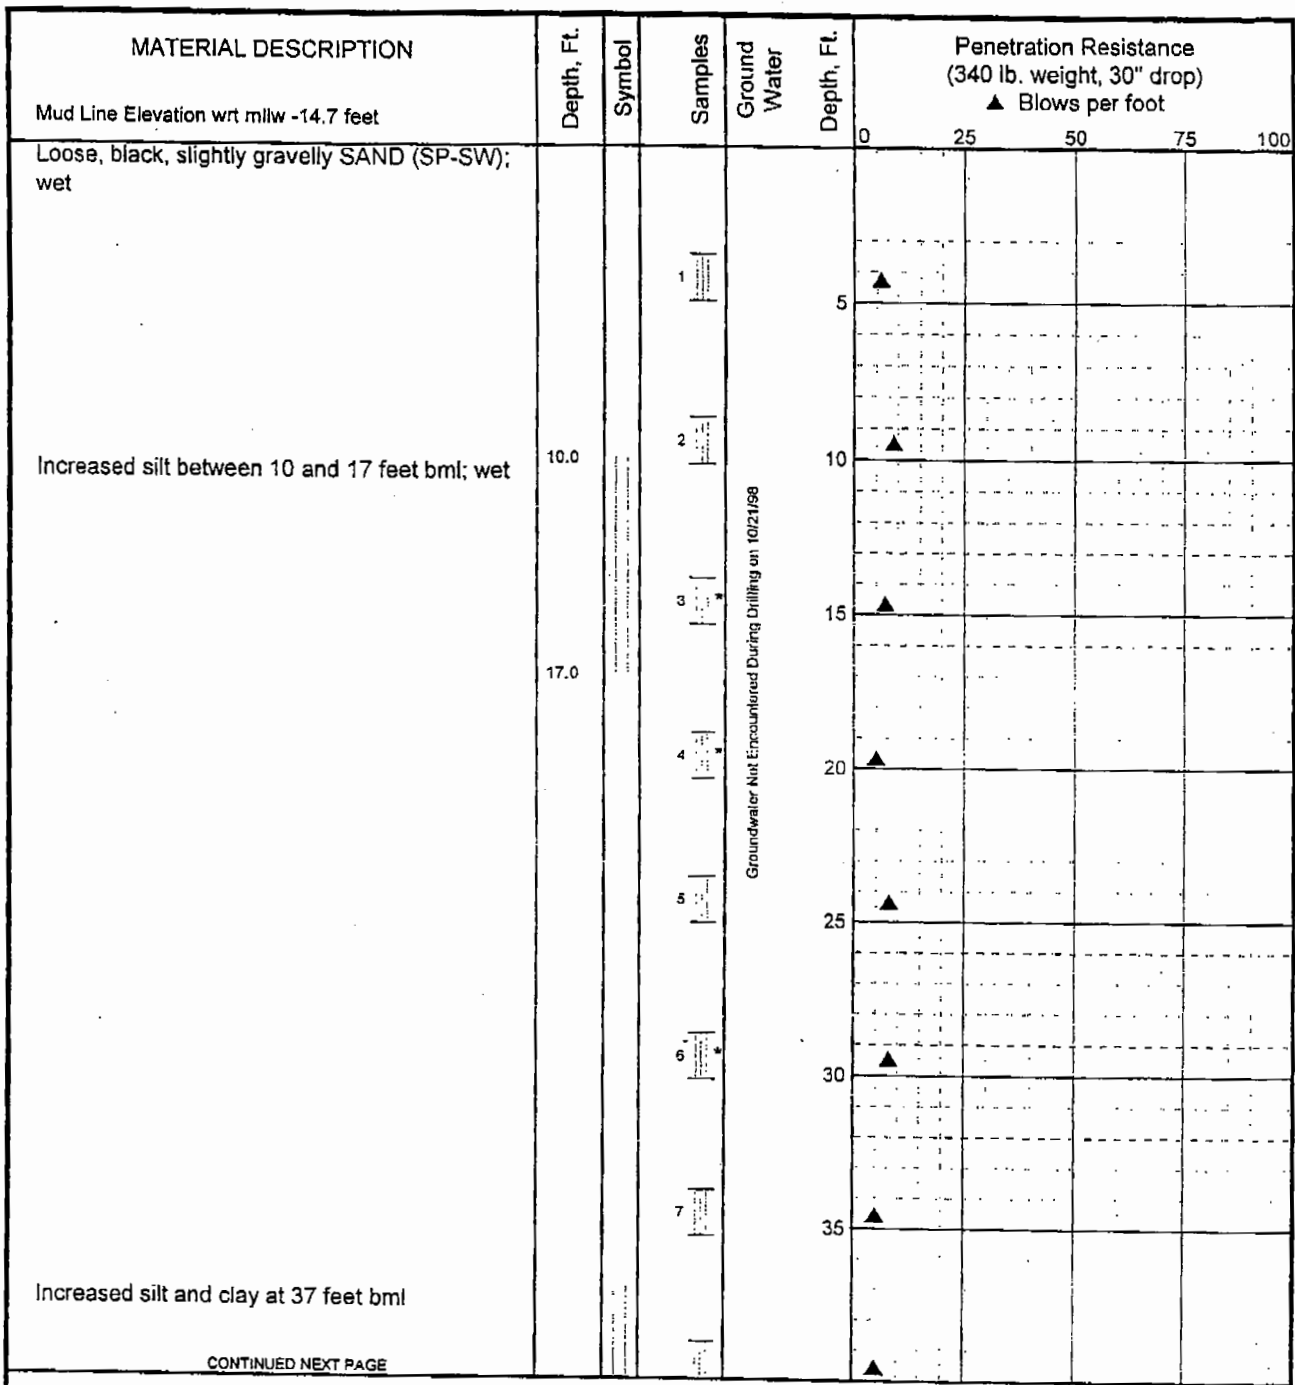 MATERIAL DESCRIPTION
Mud Line Elevation wrt mllw -14.7 feet
Depth, Ft.
Symbol
Samples
Ground
Water
Depth, Ft.
Penetration Resistance
(340 lb. weight, 30" drop)
▲ Blows per foot
0 25 50 75 100
Loose, black, slightly gravelly SAND (SP-SW);
wet
1
5
2
10
Increased silt between 10 and 17 feet bml; wet
10.0
Groundwater Not Encountered During Drilling on 10/21/98
3 *
15
17.0
4 *
20
5
25
6 *
30
7
35
Increased silt and clay at 37 feet bml
CONTINUED NEXT PAGE